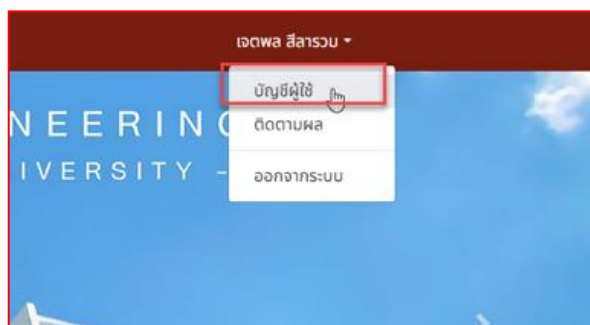 เจตพล สีลารวม
บัญชีผู้ใช้
ติดตามผล
NEERING
IVERSITY -
ออกจากระบบ